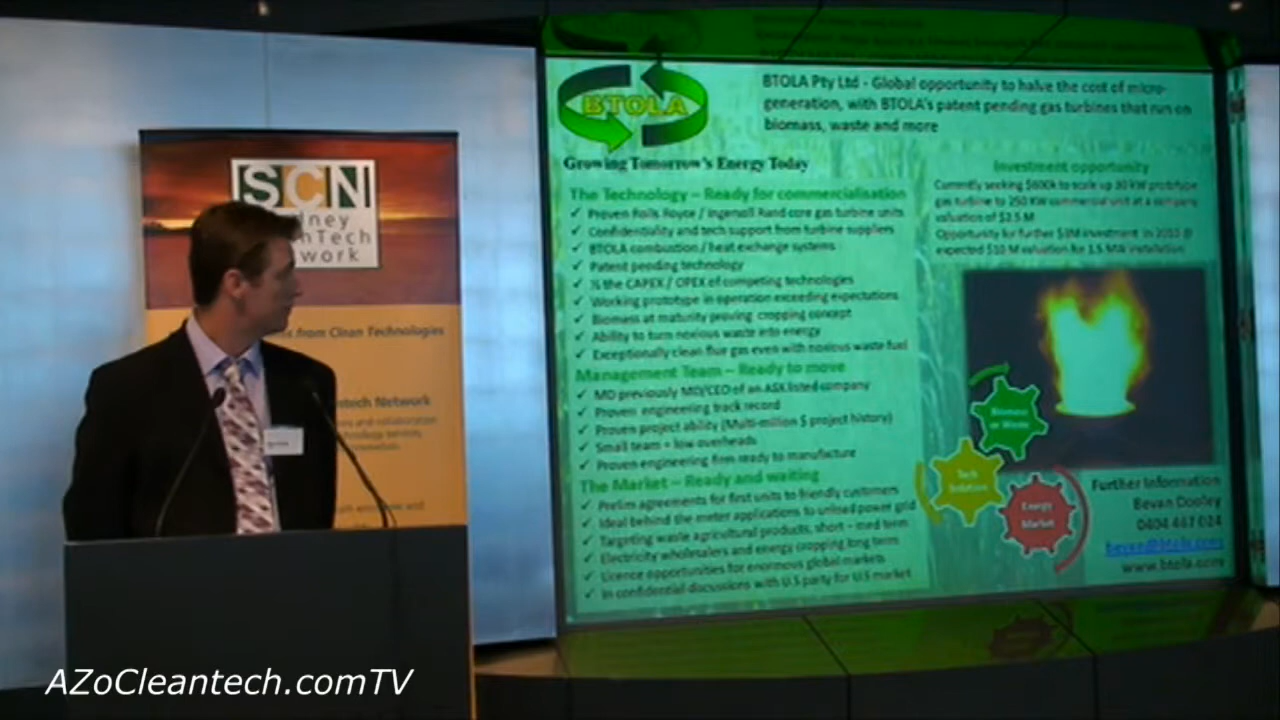 SCN
dney
nTech
work
es from Clean Technologies
ntech Network
BTOLA
Growing Tomorrow's Energy Today
BTOLA Pty Ltd - Global opportunity to halve the cost of micro-
generation, with BTOLA's patent pending gas turbines that run on
biomass, waste and more
The Technology – Ready for commercialisation
✓ Proven Rolls Royce / Ingersoll Rand core gas turbine units
✓ Confidentiality and tech support from turbine suppliers
✓ BTOLA combustion / heat exchange systems
✓ Patent pending technology
✓ ½ the CAPEX / OPEX of competing technologies
✓ Working prototype in operation exceeding expectations
✓ Biomass at maturity proving cropping concept
✓ Ability to turn noxious waste into energy
✓ Exceptionally clean flue gas even with noxious waste fuel
Management Team – Ready to move
✓ MD previously MD/CEO of an ASX listed company
✓ Proven engineering track record
✓ Proven project ability (Multi-million $ project history)
✓ Small team = low overheads
✓ Proven engineering firm ready to manufacture
The Market – Ready and waiting
✓ Prelim agreements for first units to friendly customers
✓ Ideal behind the meter applications to unload power grid
✓ Targeting waste agricultural products, short – med term
✓ Electricity wholesalers and energy cropping long term
✓ Licence opportunities for enormous global markets
✓ In confidential discussions with U.S party for U.S market
Investment opportunity
Currently seeking $600k to scale up 30 kW prototype
gas turbine to 250 KW commercial unit at a company
valuation of $2.5 M
Opportunity for further $3M investment in 2010 @
expected $10 M valuation for 1.5 MW installation
Biomass
or Waste
Tech
Solution
Energy
Market
Further Information
Bevan Dooley
0404 447 024
bevan@btola.com
www.btola.com
AZoCleantech.comTV